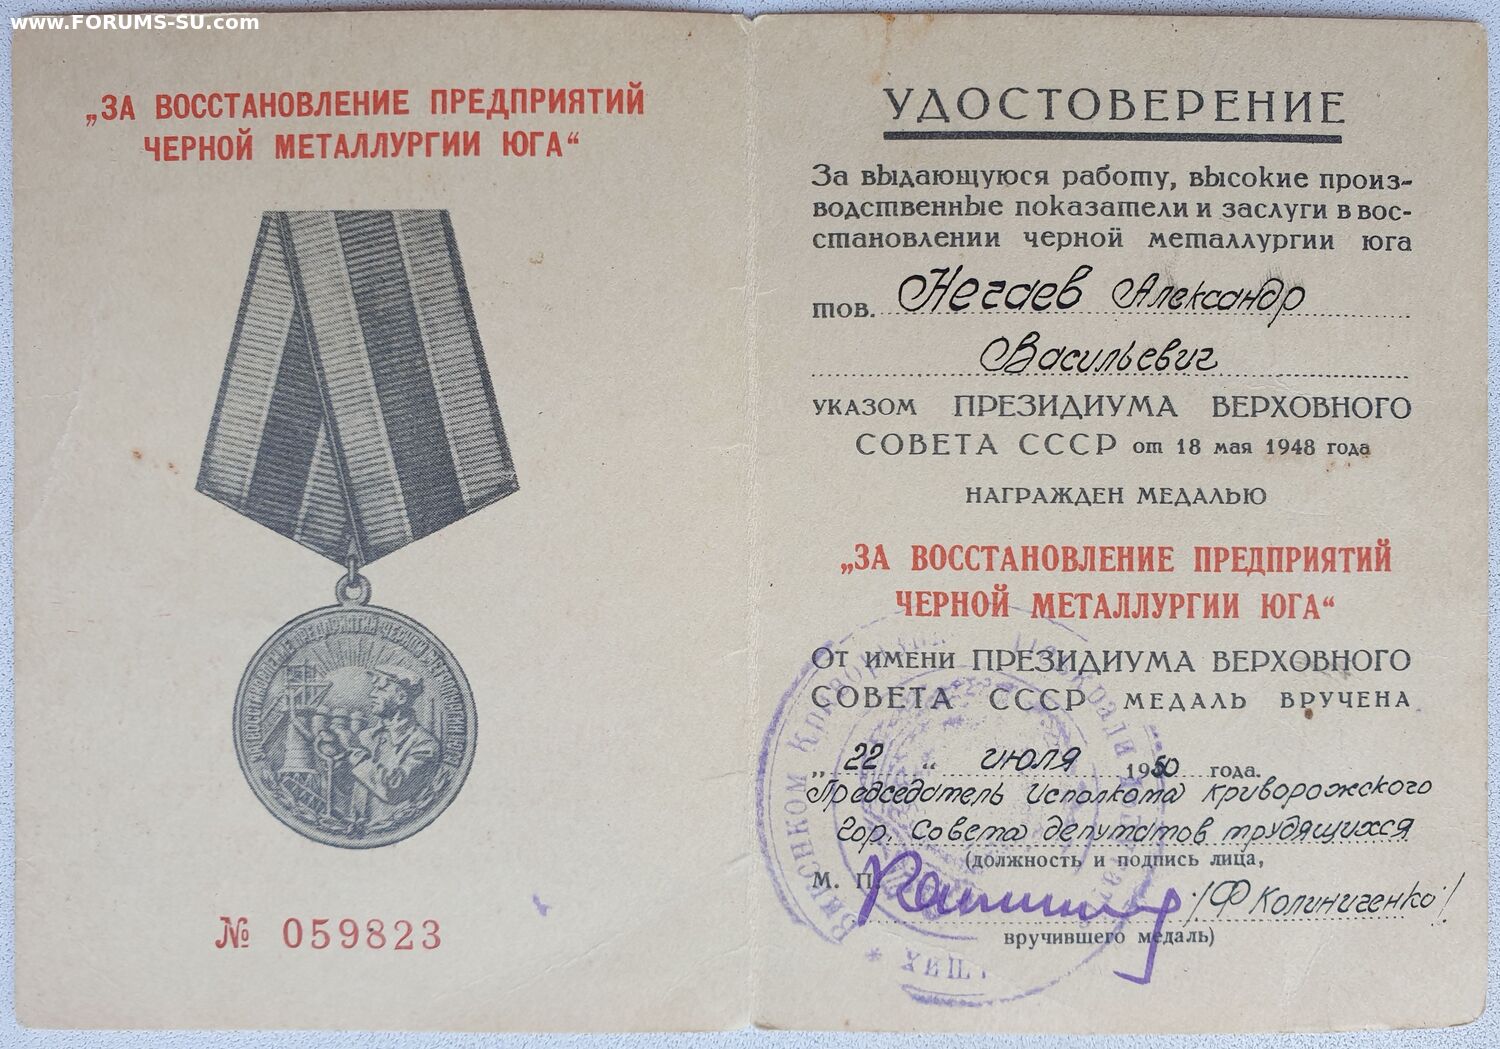 www.FORUMS-SU.com
„ЗА ВОССТАНОВЛЕНИЕ ПРЕДПРИЯТИЙ
ЧЕРНОЙ МЕТАЛЛУРГИИ ЮГА“
№ 059823
УДОСТОВЕРЕНИЕ
За выдающуюся работу, высокие произ-
водственные показатели и заслуги в вос-
становлении черной металлургии юга
тов. Негаев Александр
Васильевич
указом ПРЕЗИДИУМА ВЕРХОВНОГО
СОВЕТА СССР от 18 мая 1948 года
НАГРАЖДЕН МЕДАЛЬЮ
„ЗА ВОССТАНОВЛЕНИЕ ПРЕДПРИЯТИЙ
ЧЕРНОЙ МЕТАЛЛУРГИИ ЮГА“
От имени ПРЕЗИДИУМА ВЕРХОВНОГО
СОВЕТА СССР МЕДАЛЬ ВРУЧЕНА
„22“ июля 1950 года.
Председатель Исполкома Криворожского
Гор. Совета депутатов трудящихся
(должность и подпись лица,
М. П. /Ф Колиниченко/
вручившего медаль)